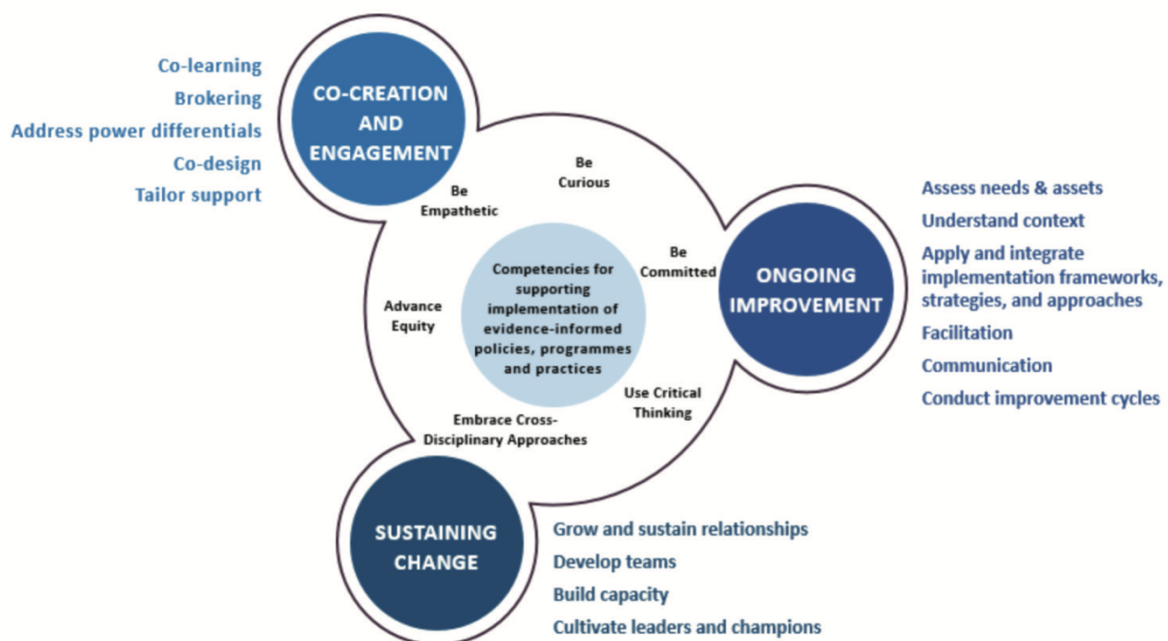 Co-learning
Brokering
Address power differentials
Co-design
Tailor support
CO-CREATION
AND
ENGAGEMENT
Be
Curious
Be
Empathetic
Be
Committed
Advance
Equity
Competencies for
supporting
implementation of
evidence-informed
policies, programmes
and practices
Use Critical
Thinking
Embrace Cross-
Disciplinary Approaches
ONGOING
IMPROVEMENT
Assess needs & assets
Understand context
Apply and integrate
implementation frameworks,
strategies, and approaches
Facilitation
Communication
Conduct improvement cycles
SUSTAINING
CHANGE
Grow and sustain relationships
Develop teams
Build capacity
Cultivate leaders and champions